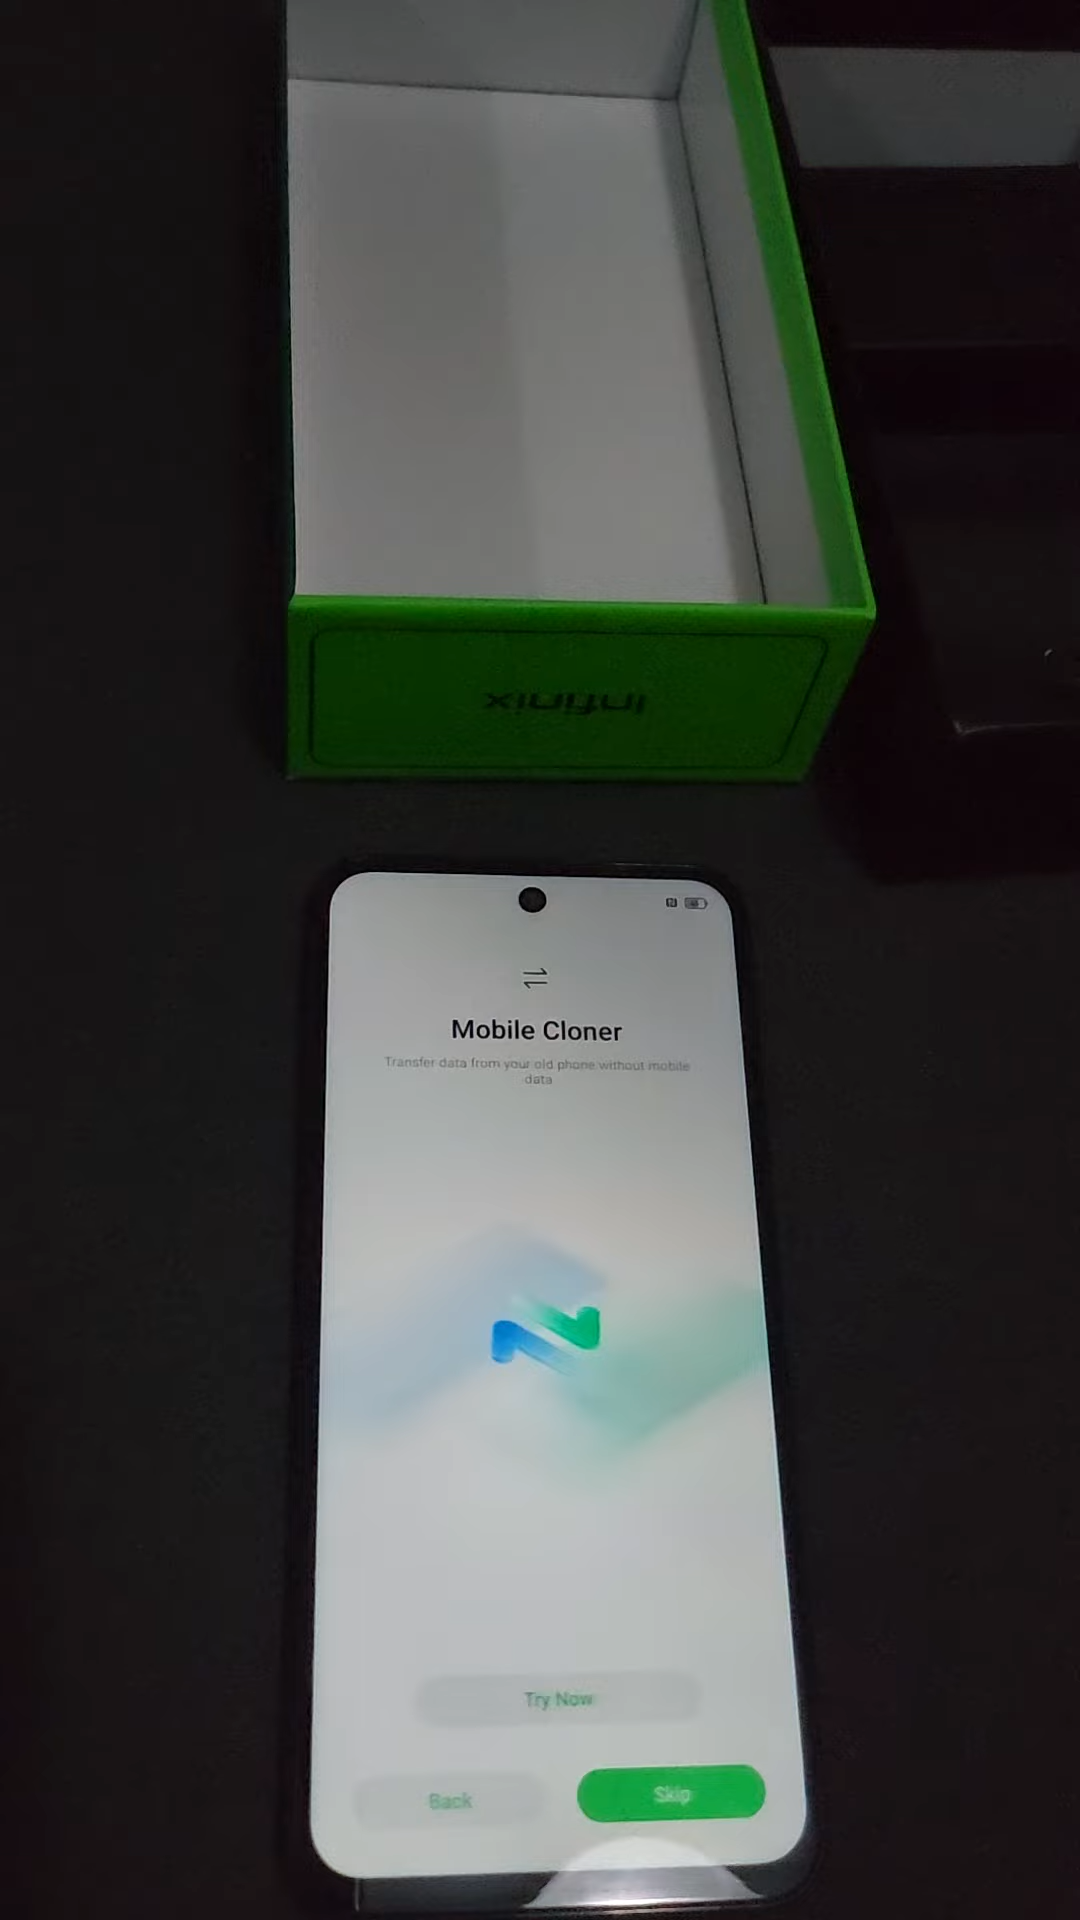 Infinix
Mobile Cloner
Transfer data from your old phone without mobile
data
Try Now
Back
Skip